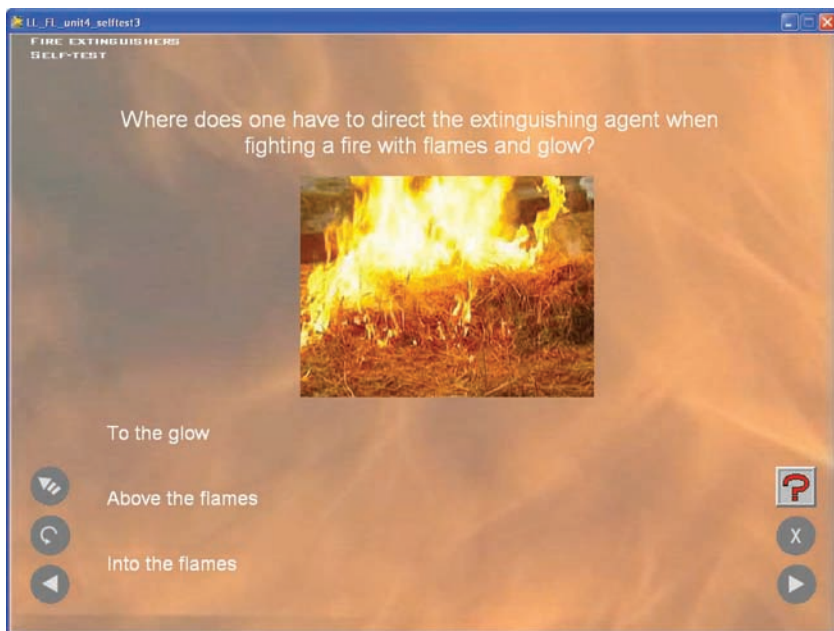 LL_FL_unit4_selftest3
FIRE EXTINGUISHERS
SELF-TEST
Where does one have to direct the extinguishing agent when
fighting a fire with flames and glow?
To the glow
Above the flames
Into the flames
?
X